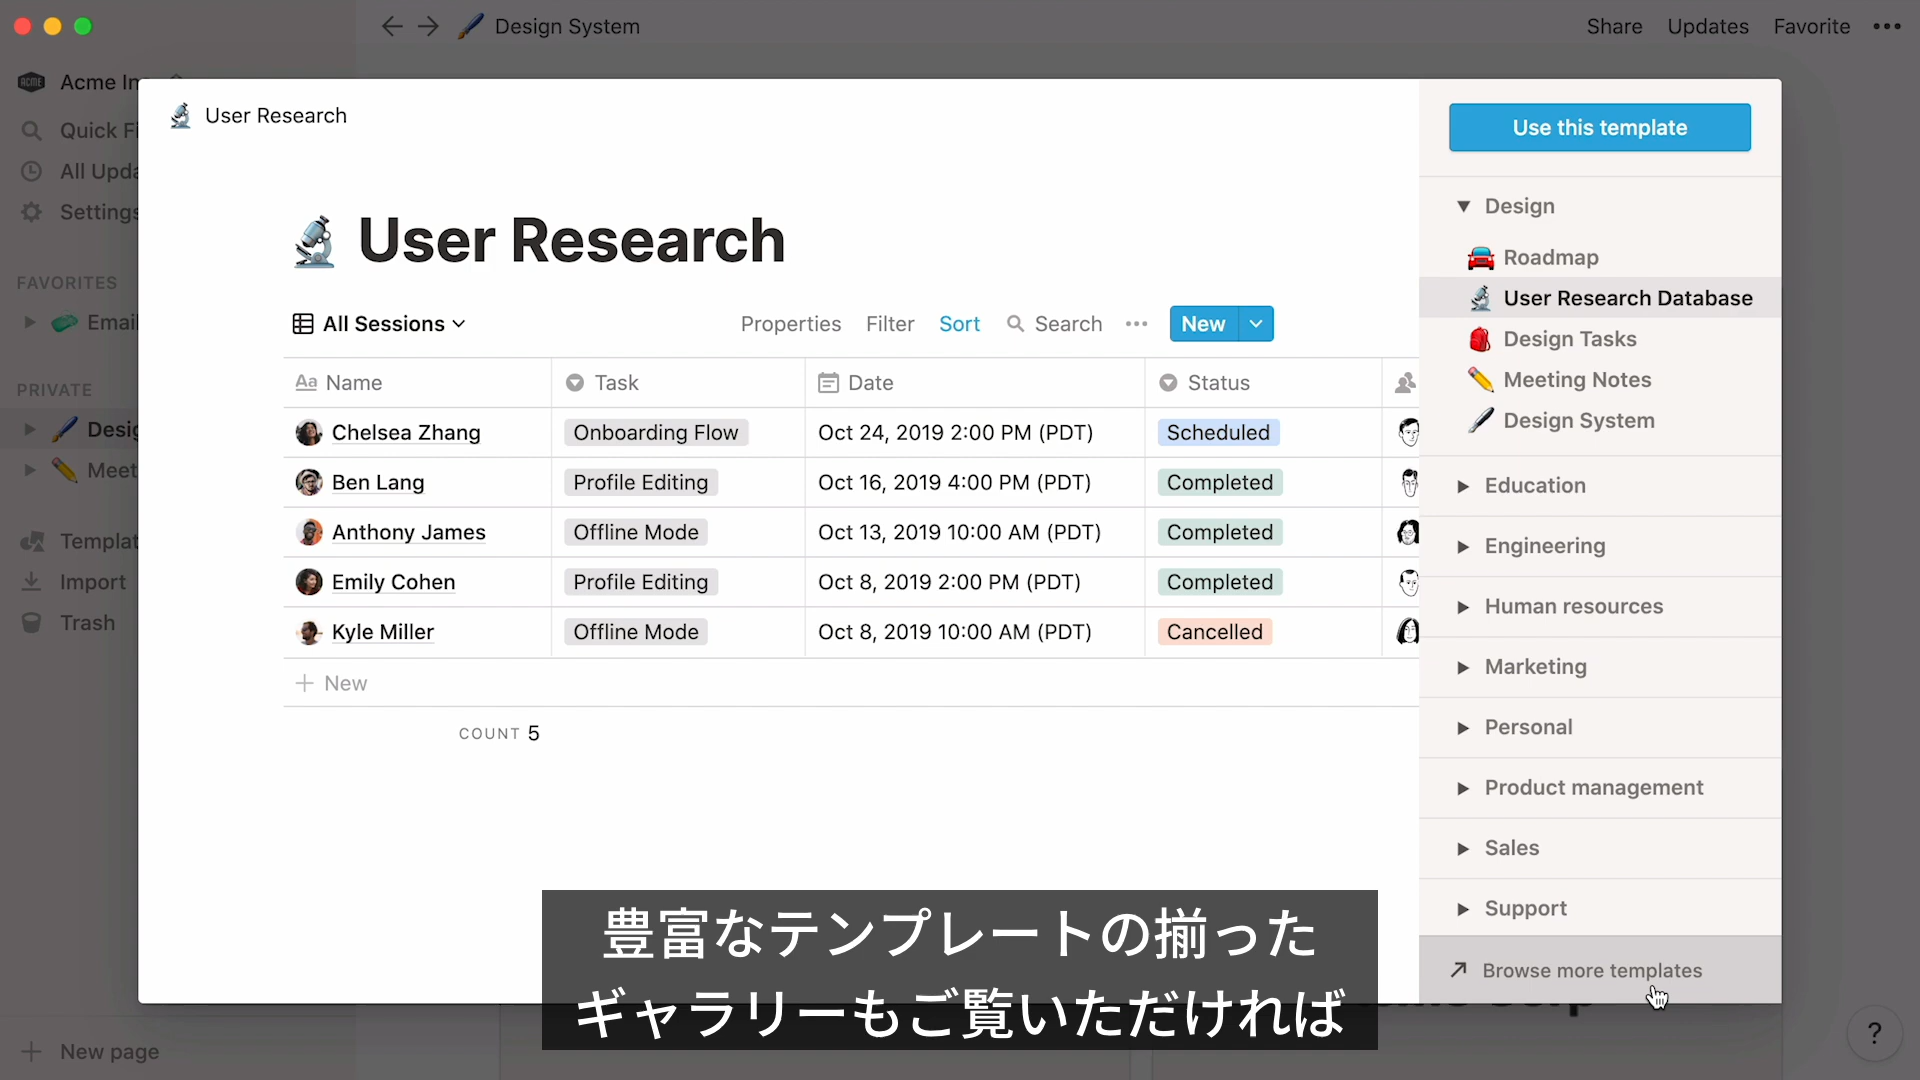 Design System
Share
Updates
Favorite
ACME
Acme In
Quick Fi
All Upda
Settings
FAVORITES
Email
PRIVATE
Desig
Meet
Templat
Import
Trash
New page
User Research
User Research
All Sessions
Properties
Filter
Sort
Search
New
Aa Name
Task
Date
Status
Chelsea Zhang
Onboarding Flow
Oct 24, 2019 2:00 PM (PDT)
Scheduled
Ben Lang
Profile Editing
Oct 16, 2019 4:00 PM (PDT)
Completed
Anthony James
Offline Mode
Oct 13, 2019 10:00 AM (PDT)
Completed
Emily Cohen
Profile Editing
Oct 8, 2019 2:00 PM (PDT)
Completed
Kyle Miller
Offline Mode
Oct 8, 2019 10:00 AM (PDT)
Cancelled
New
COUNT 5
Use this template
Design
Roadmap
User Research Database
Design Tasks
Meeting Notes
Design System
Education
Engineering
Human resources
Marketing
Personal
Product management
Sales
Support
Browse more templates
?
豊富なテンプレートの揃った
ギャラリーもご覧いただければ